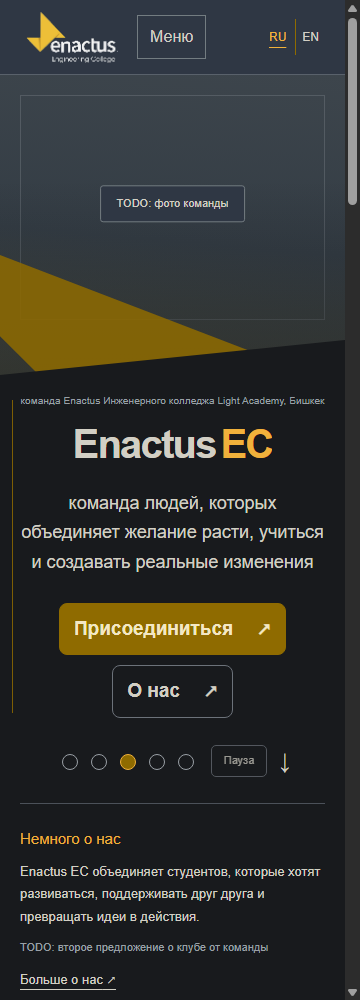 enactus
Engineering College
Меню
RU
EN
TODO: фото команды
команда Enactus Инженерного колледжа Light Academy, Бишкек
Enactus EC
команда людей, которых
объединяет желание расти, учиться
и создавать реальные изменения
Присоединиться ↗
О нас ↗
Пауза ↓
Немного о нас
Enactus EC объединяет студентов, которые хотят
развиваться, поддерживать друг друга и
превращать идеи в действия.
TODO: второе предложение о клубе от команды
Больше о нас ↗